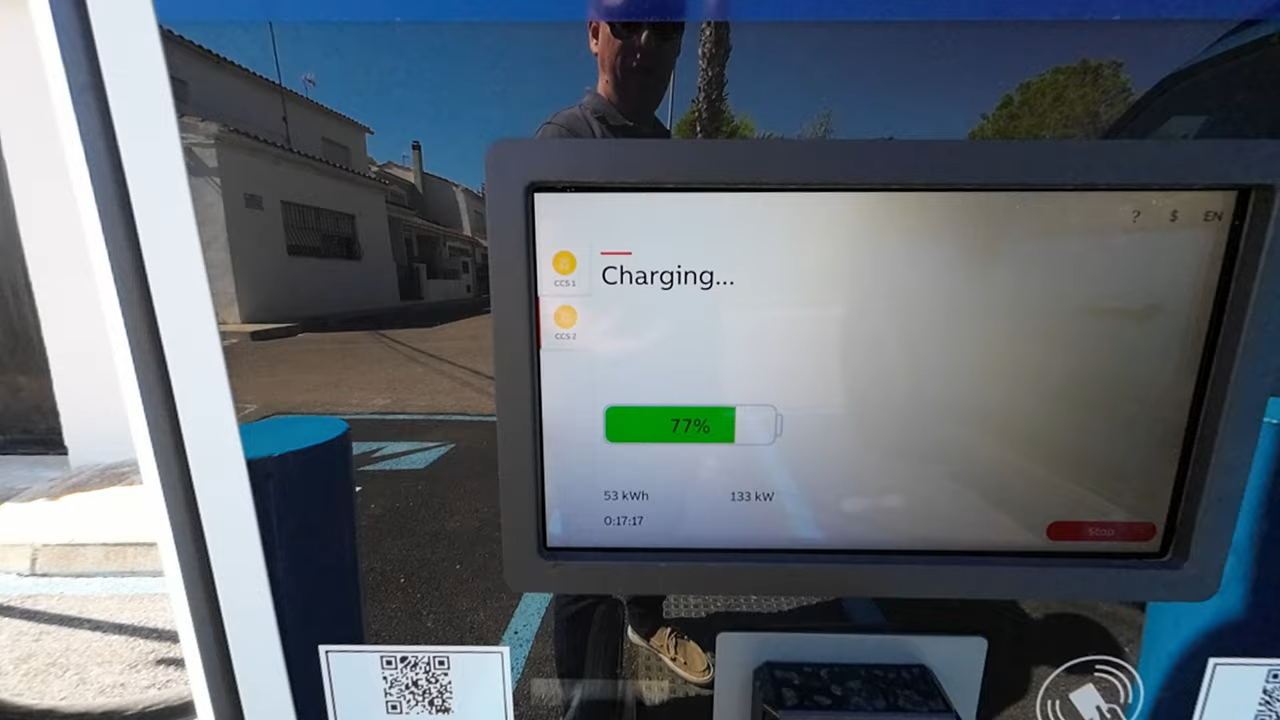 ? $ EN
CCS 1
Charging...
CCS 2
77%
53 kWh 133 kW
0:17:17
Stop